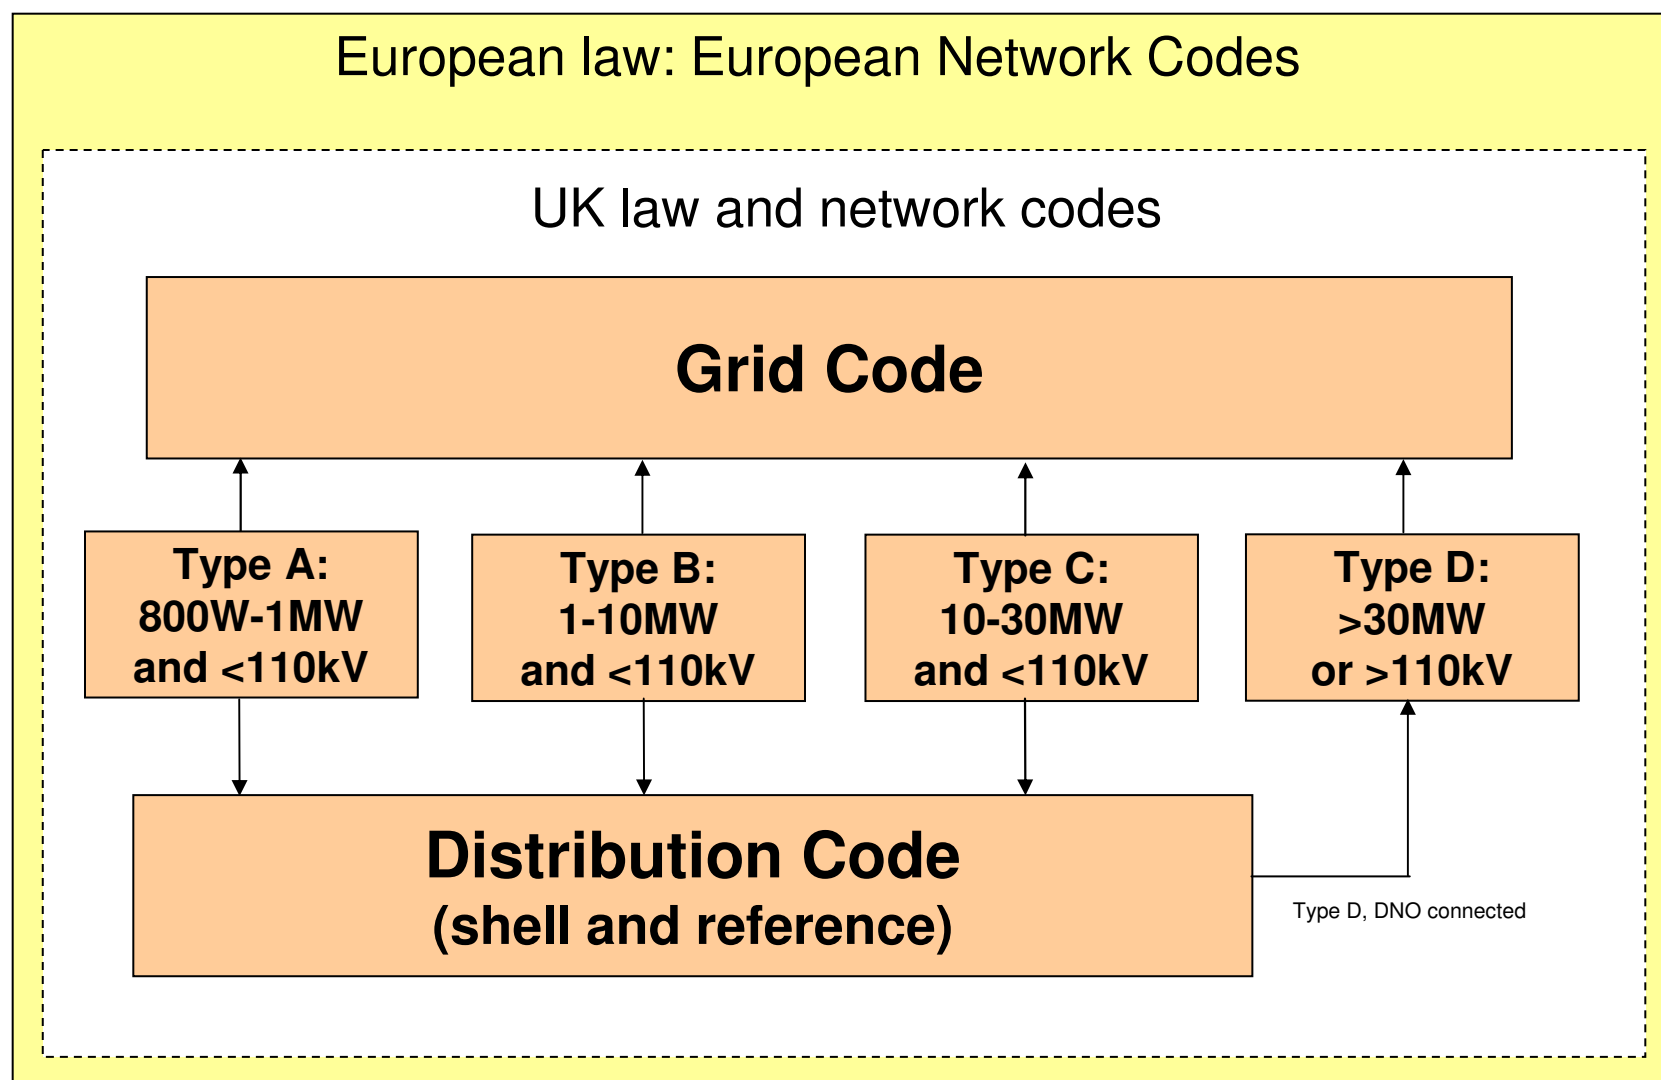 European law: European Network Codes
UK law and network codes
Grid Code
Type A:
800W-1MW
and <110kV
Type B:
1-10MW
and <110kV
Type C:
10-30MW
and <110kV
Type D:
>30MW
or >110kV
Distribution Code
(shell and reference)
Type D, DNO connected